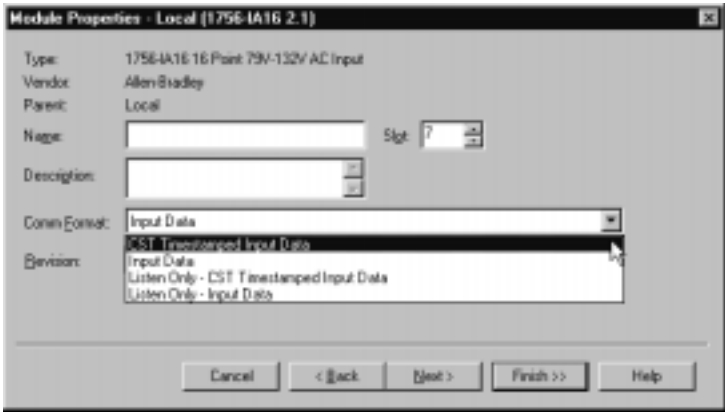 Module Properties - Local (1756-IA16 2.1)
Type: 1756-IA16 16 Point 79V-132V AC Input
Vendor: Allen-Bradley
Parent: Local
Name: Slot: 7
Description:
Comm Format: Input Data
CST Timestamped Input Data
Revision: Input Data
Listen Only - CST Timestamped Input Data
Listen Only - Input Data
Cancel < Back Next > Finish >> Help